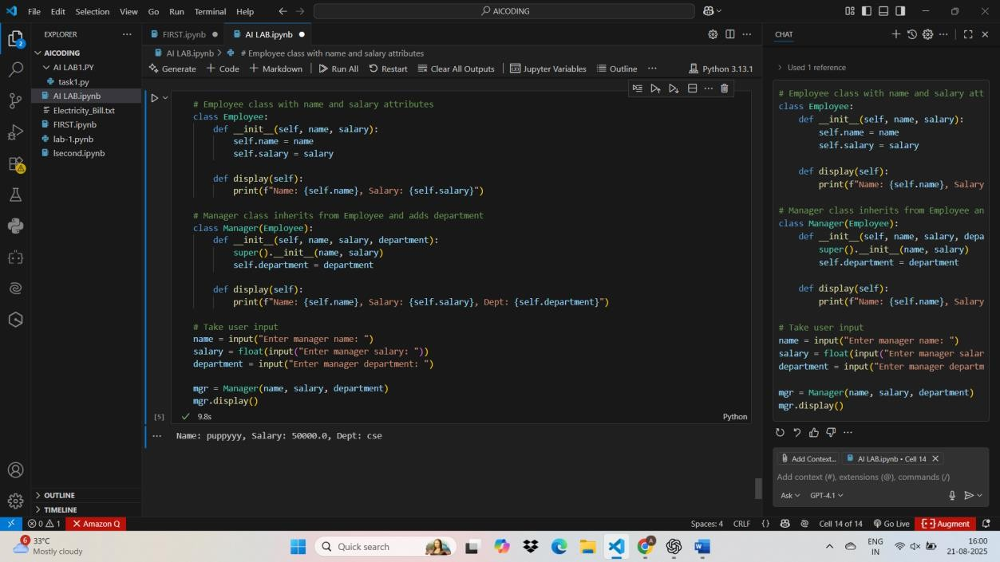 File Edit Selection View Go Run Terminal Help
AICODING
EXPLORER
AICODING
AI LAB1.PY
task1.py
AI LAB.ipynb
Electricity_Bill.txt
FIRST.ipynb
lab-1.pynb
lsecond.ipynb
OUTLINE
TIMELINE
2
FIRST.ipynb
AI LAB.ipynb
AI LAB.ipynb > # Employee class with name and salary attributes
Generate + Code + Markdown Run All Restart Clear All Outputs Jupyter Variables Outline ... Python 3.13.1
# Employee class with name and salary attributes
class Employee:
    def __init__(self, name, salary):
        self.name = name
        self.salary = salary
    def display(self):
        print(f"Name: {self.name}, Salary: {self.salary}")
# Manager class inherits from Employee and adds department
class Manager(Employee):
    def __init__(self, name, salary, department):
        super().__init__(name, salary)
        self.department = department
    def display(self):
        print(f"Name: {self.name}, Salary: {self.salary}, Dept: {self.department}")
# Take user input
name = input("Enter manager name: ")
salary = float(input("Enter manager salary: "))
department = input("Enter manager department: ")
mgr = Manager(name, salary, department)
mgr.display()
[5] 9.8s Python
Name: puppyyy, Salary: 50000.0, Dept: cse
CHAT
> Used 1 reference
# Employee class with name and salary att
class Employee:
    def __init__(self, name, salary):
        self.name = name
        self.salary = salary
    def display(self):
        print(f"Name: {self.name}, Salary
# Manager class inherits from Employee an
class Manager(Employee):
    def __init__(self, name, salary, depa
        super().__init__(name, salary)
        self.department = department
    def display(self):
        print(f"Name: {self.name}, Salary
# Take user input
name = input("Enter manager name: ")
salary = float(input("Enter manager salar
department = input("Enter manager departm
mgr = Manager(name, salary, department)
mgr.display()
Add Context... AI LAB.ipynb • Cell 14
Add context (#), extensions (@), commands (/)
Ask GPT-4.1
0 1 Amazon Q Spaces: 4 CRLF {} Cell 14 of 14 Go Live Augment
6
33°C
Mostly cloudy
Quick search
ENG
IN
16:00
21-08-2025